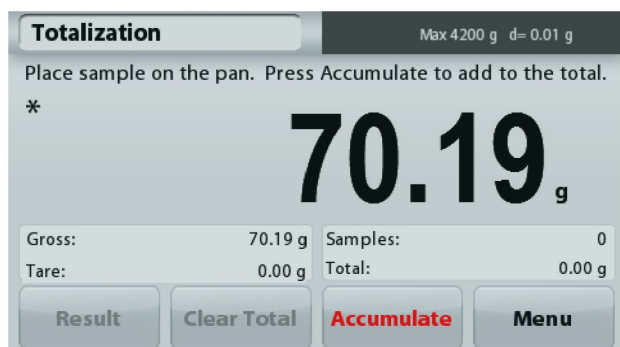 Totalization Max 4200 g d= 0.01 g
Place sample on the pan. Press Accumulate to add to the total.
*
70.19 g
Gross: 70.19 g Samples: 0
Tare: 0.00 g Total: 0.00 g
Result Clear Total Accumulate Menu